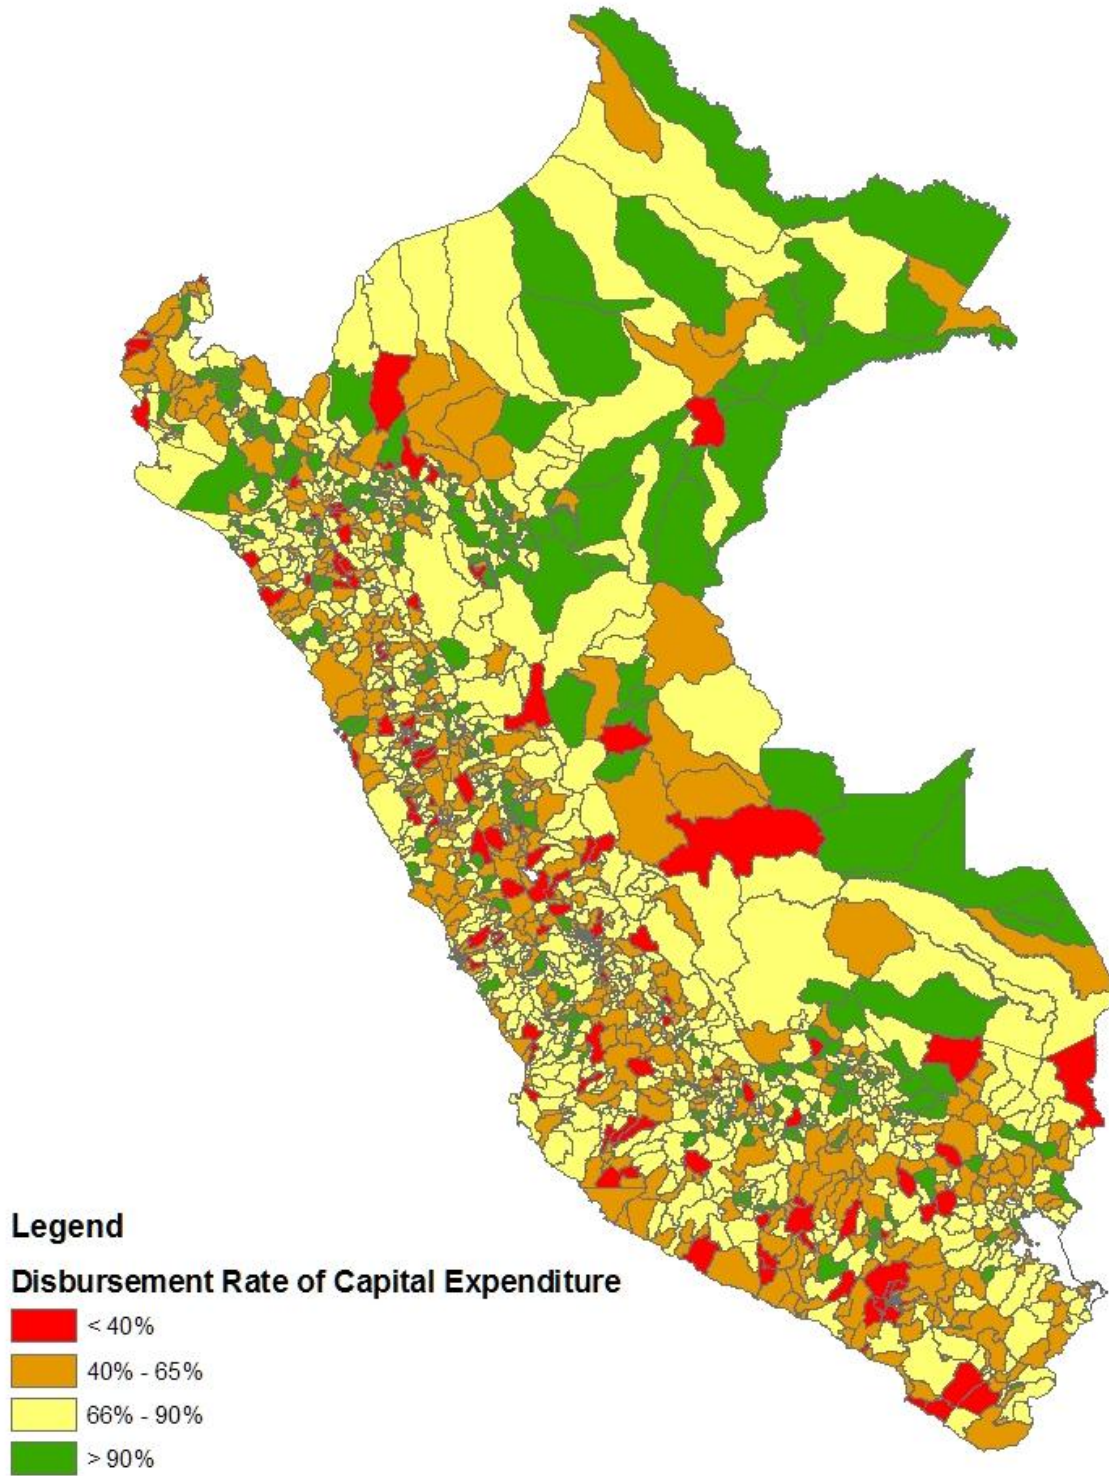 Legend
Disbursement Rate of Capital Expenditure
< 40%
40% - 65%
66% - 90%
> 90%